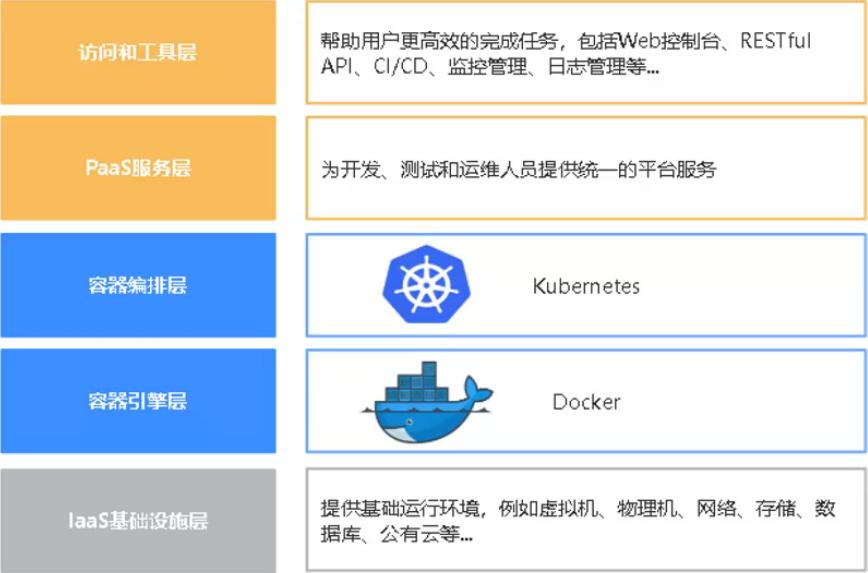 访问和工具层
帮助用户更高效的完成任务，包括Web控制台、RESTful
API、CI/CD、监控管理、日志管理等...
PaaS服务层
为开发、测试和运维人员提供统一的平台服务
容器编排层
Kubernetes
容器引擎层
Docker
IaaS基础设施层
提供基础运行环境，例如虚拟机、物理机、网络、存储、数
据库、公有云等...